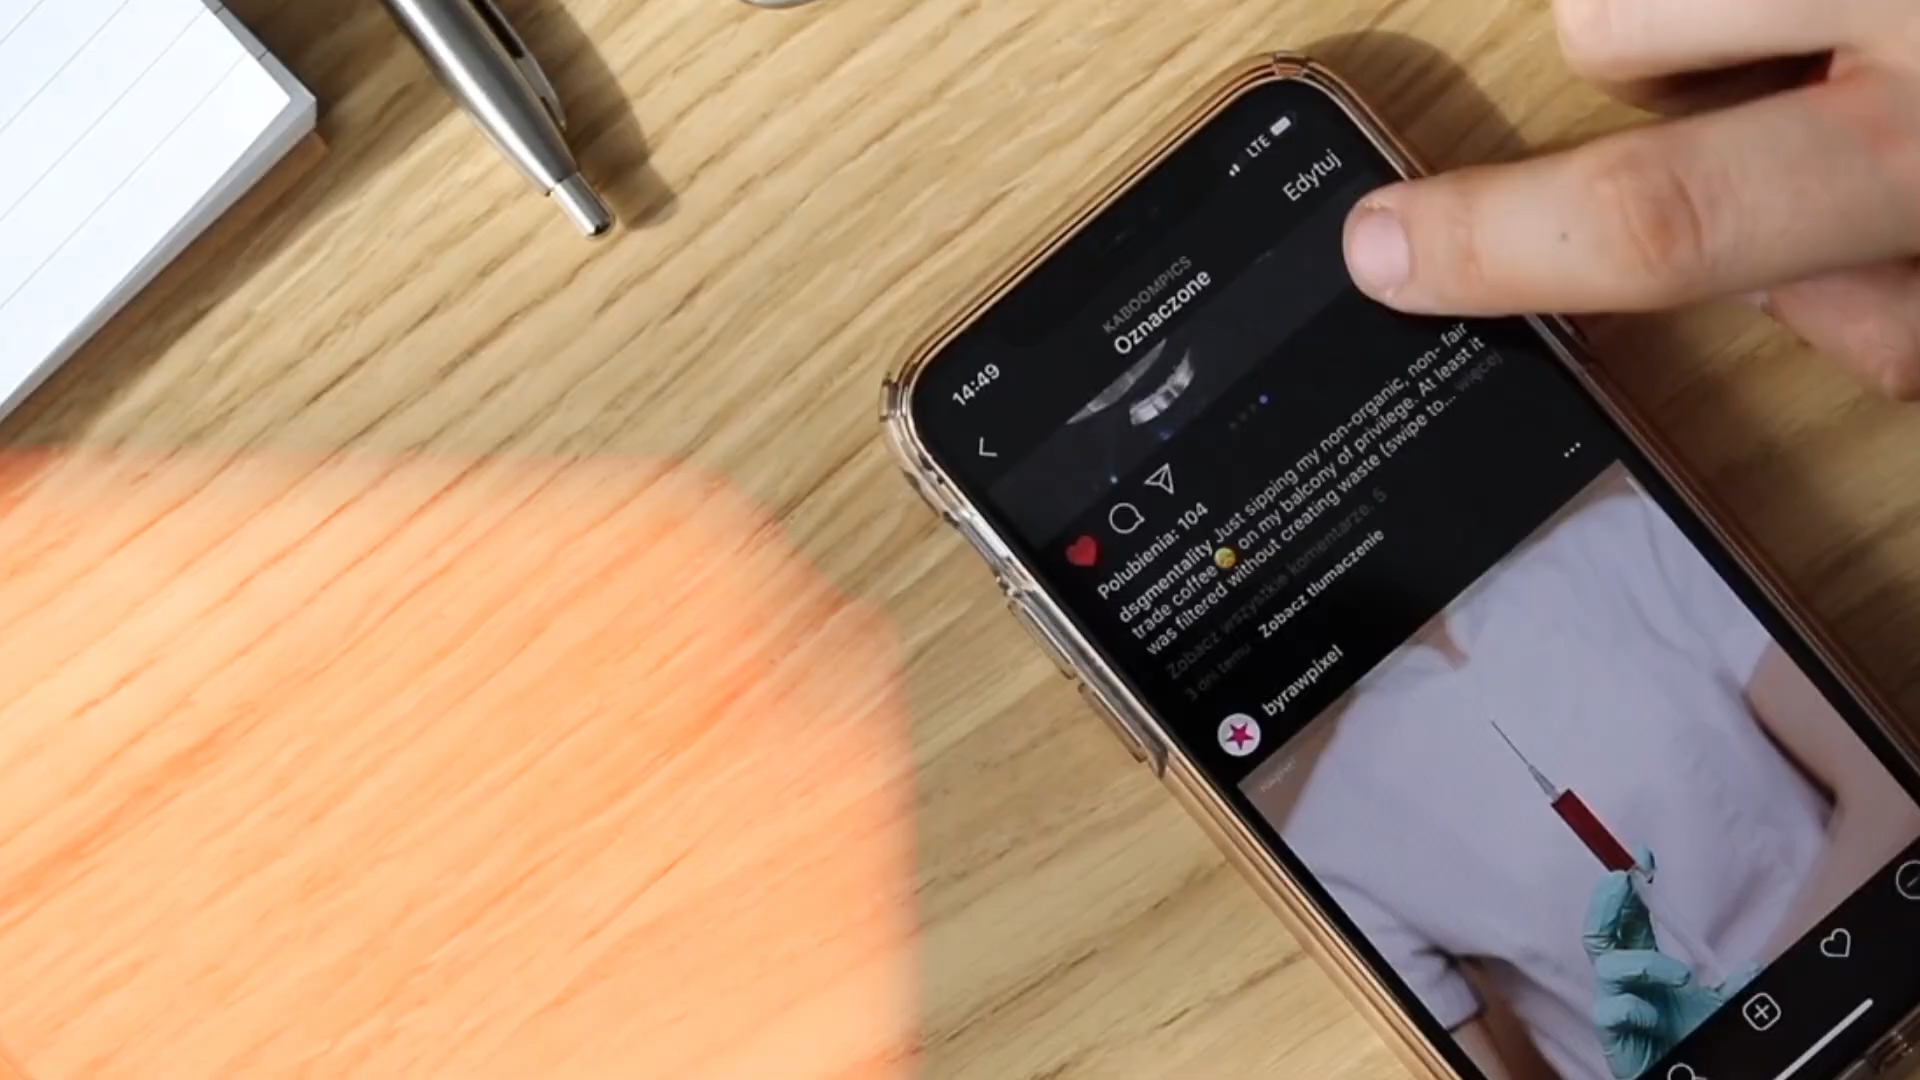 14:49
LTE
KABOOMPICS
Oznaczone
Edytuj
Polubienia: 104
dsgmentality Just sipping my non-organic, non- fair
trade coffee😏 on my balcony of privilege. At least it
was filtered without creating waste (swipe to... więcej
Zobacz wszystkie komentarze: 5
3 dni temu · Zobacz tłumaczenie
byrawpixel
rawpixel